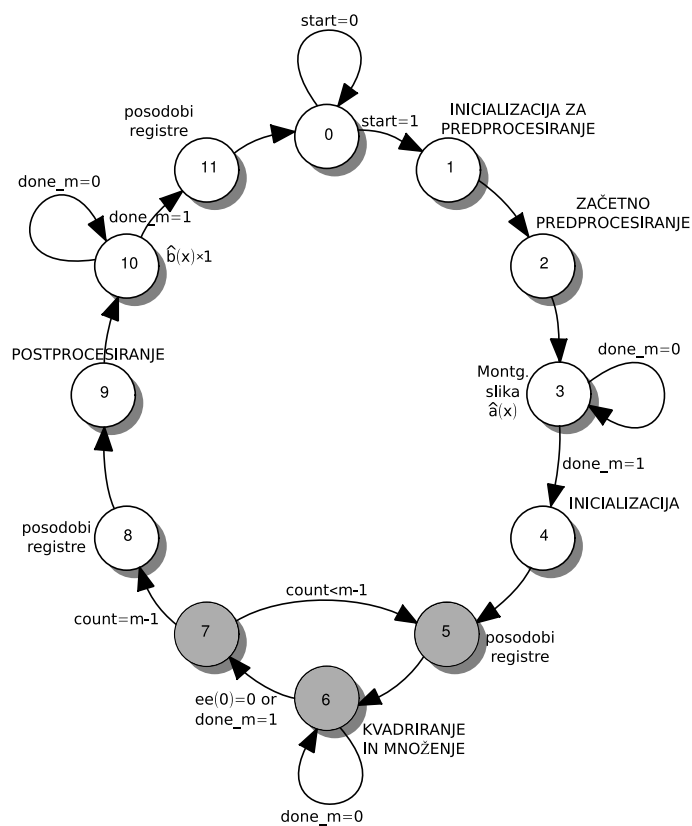 start=0
0
start=1
INICIALIZACIJA ZA
PREDPROCESIRANJE
1
ZAČETNO
PREDPROCESIRANJE
2
Montg.
slika
â(x)
3
done_m=0
done_m=1
INICIALIZACIJA
4
5
posodobi
registre
count<m-1
6
KVADRIRANJE
IN MNOŽENJE
done_m=0
ee(0)=0 or
done_m=1
7
count=m-1
8
posodobi
registre
9
POSTPROCESIRANJE
10
b̂(x)×1
done_m=0
done_m=1
11
posodobi
registre